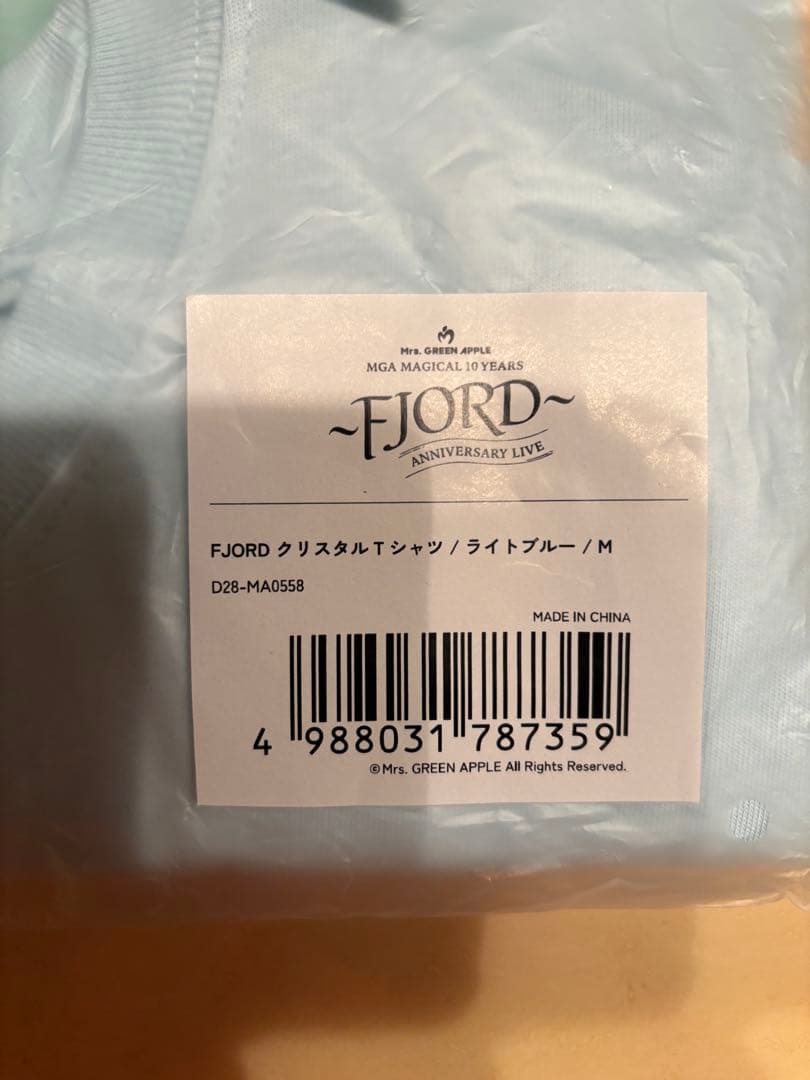 Mrs. GREEN APPLE
MGA MAGICAL 10 YEARS
~FJORD~
ANNIVERSARY LIVE
FJORD クリスタルTシャツ / ライトブルー / M
D28-MA0558
MADE IN CHINA
4 988031 787359
©Mrs. GREEN APPLE All Rights Reserved.